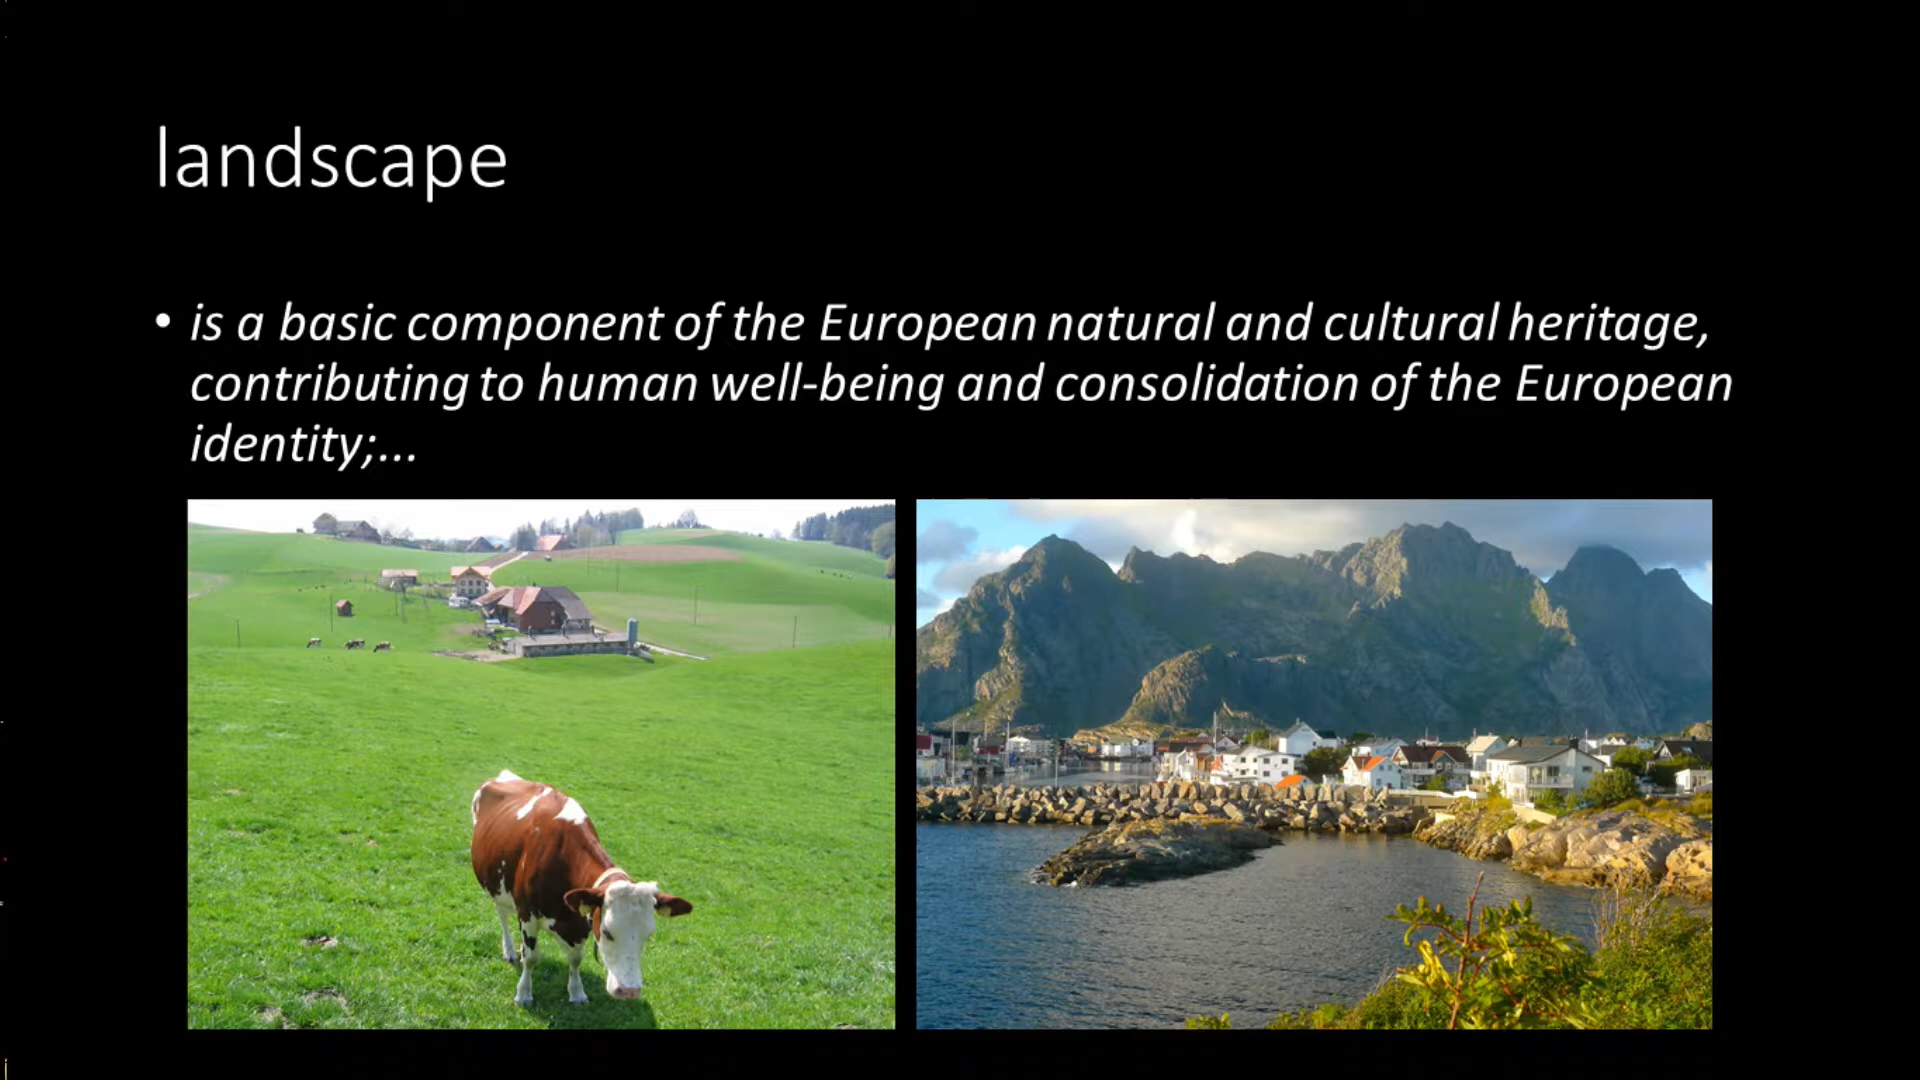 landscape
• is a basic component of the European natural and cultural heritage,
contributing to human well-being and consolidation of the European
identity;...